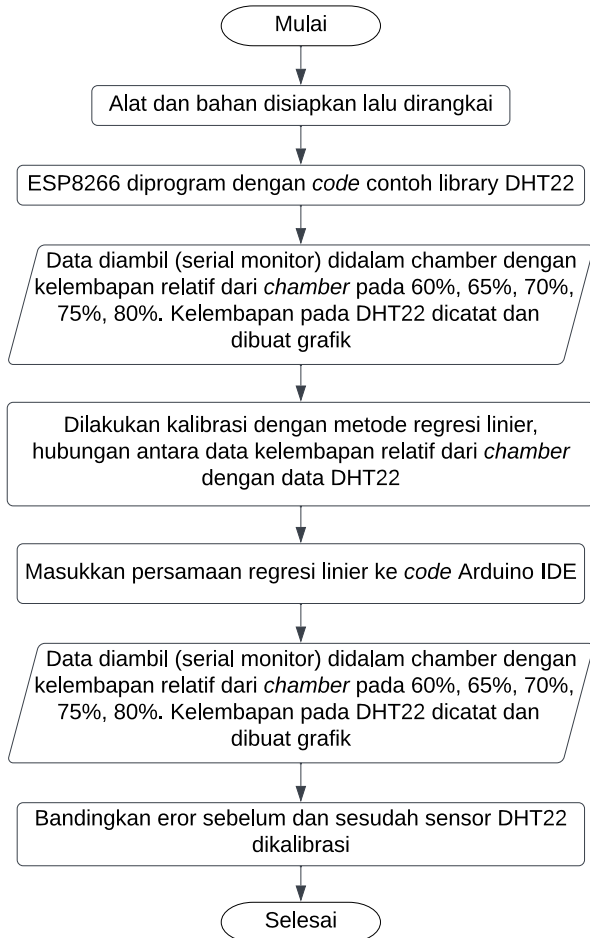 Mulai
Alat dan bahan disiapkan lalu dirangkai
ESP8266 diprogram dengan code contoh library DHT22
Data diambil (serial monitor) didalam chamber dengan
kelembapan relatif dari chamber pada 60%, 65%, 70%,
75%, 80%. Kelembapan pada DHT22 dicatat dan
dibuat grafik
Dilakukan kalibrasi dengan metode regresi linier,
hubungan antara data kelembapan relatif dari chamber
dengan data DHT22
Masukkan persamaan regresi linier ke code Arduino IDE
Data diambil (serial monitor) didalam chamber dengan
kelembapan relatif dari chamber pada 60%, 65%, 70%,
75%, 80%. Kelembapan pada DHT22 dicatat dan
dibuat grafik
Bandingkan eror sebelum dan sesudah sensor DHT22
dikalibrasi
Selesai